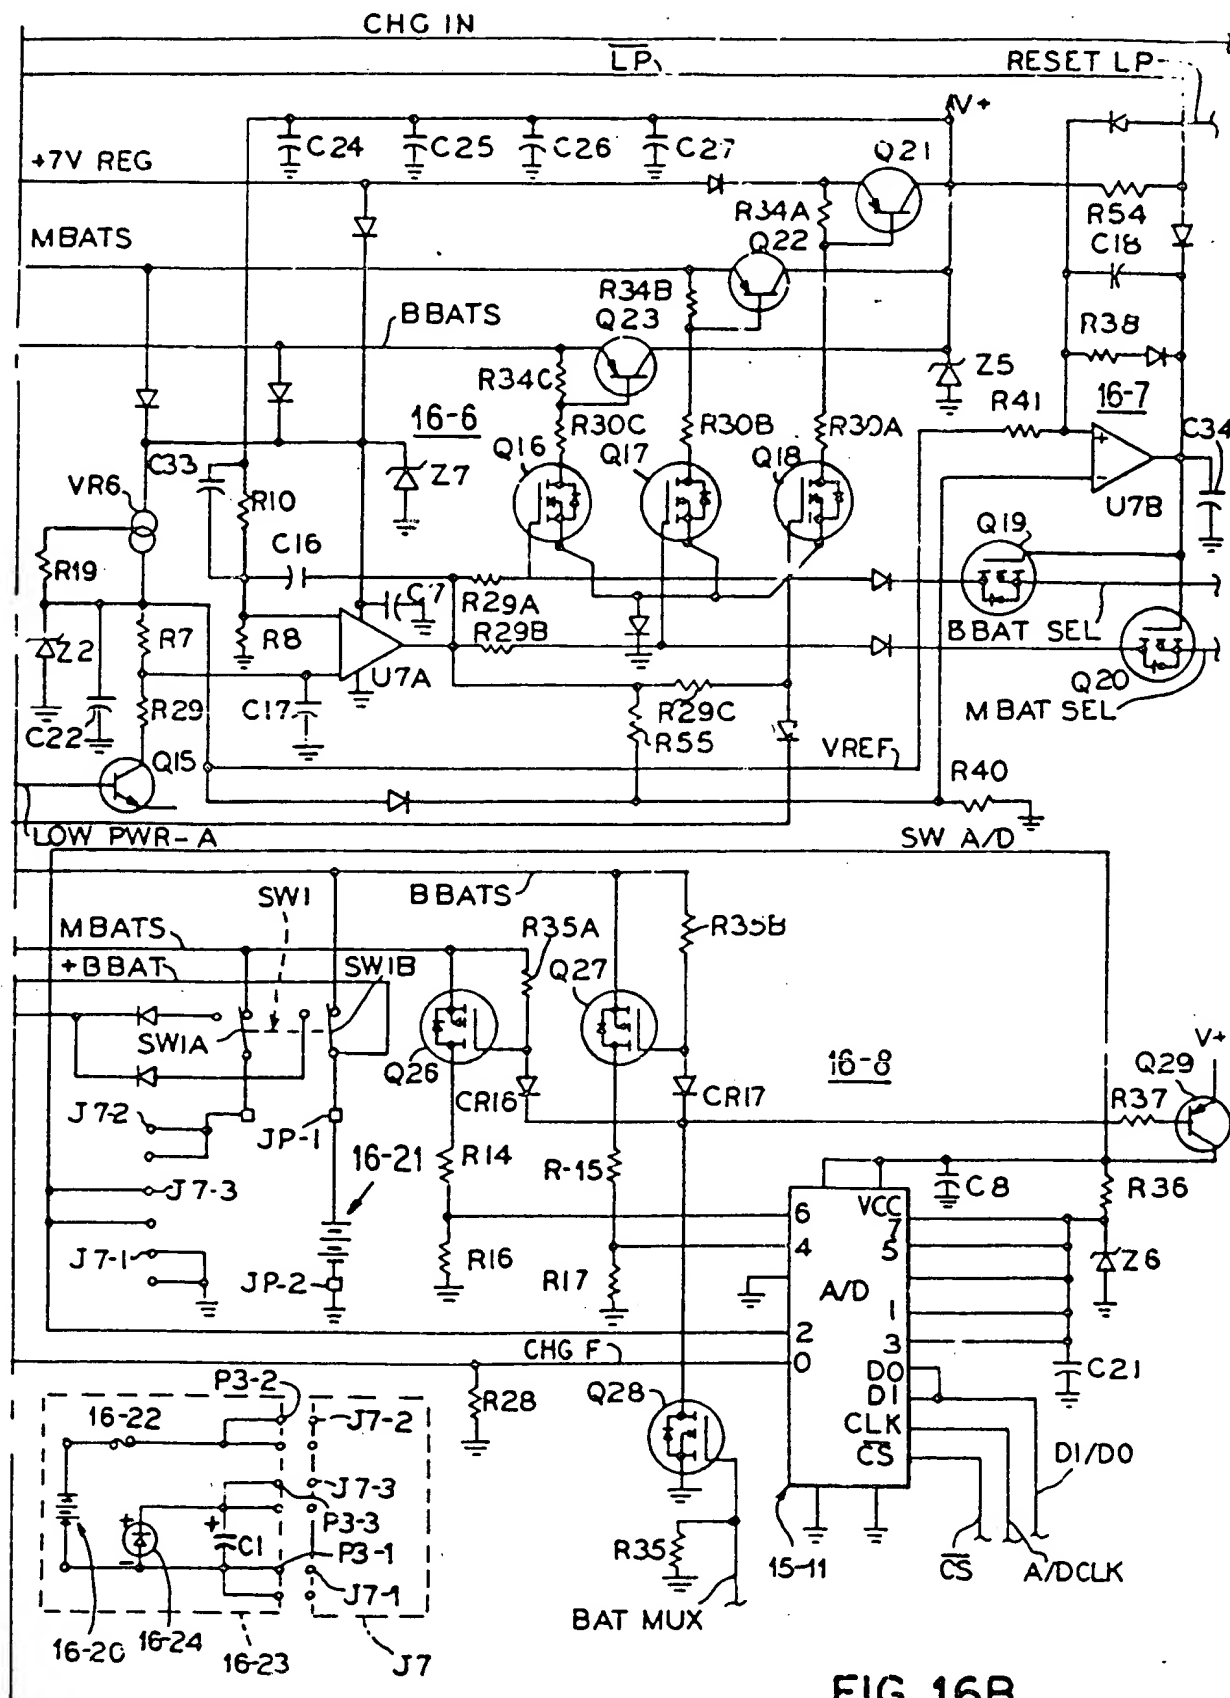 CHG IN
LP
RESET LP
V+
C24
C25
C26
C27
Q21
+7V REG
R34A
R54
MBATS
Q22
C18
R34B
BBATS
Q23
R38
Z5
R34C
R41
16-7
16-6
R30C
R30B
R30A
C34
C33
Q16
Q17
Q18
VR6
Z7
R10
+
-
U7B
Q19
C16
R19
C7
R29A
R7
R8
R29B
BBAT SEL
Z2
U7A
Q20
R29
C17
R29C
MBAT SEL
C22
R55
Q15
VREF
R40
LOW PWR-A
SW A/D
SW1
BBATS
R35A
R35B
MBATS
+BBAT
SW1B
Q27
SW1A
16-8
V+
Q26
Q29
CR16
CR17
R37
J7-2
JP-1
16-21
R14
R-15
C8
R36
J7-3
6
VCC
7
4
5
J7-1
R16
Z6
JP-2
R17
A/D
1
2
3
CHG F
0
C21
DO
P3-2
R28
Q28
DI
16-22
J7-2
CLK
CS
DI/DO
J7-3
P3-3
+
+
C1
P3-1
R35
-
15-11
CS
A/DCLK
J7-1
BAT MUX
16-20
16-24
16-23
J7
FIG. 16B